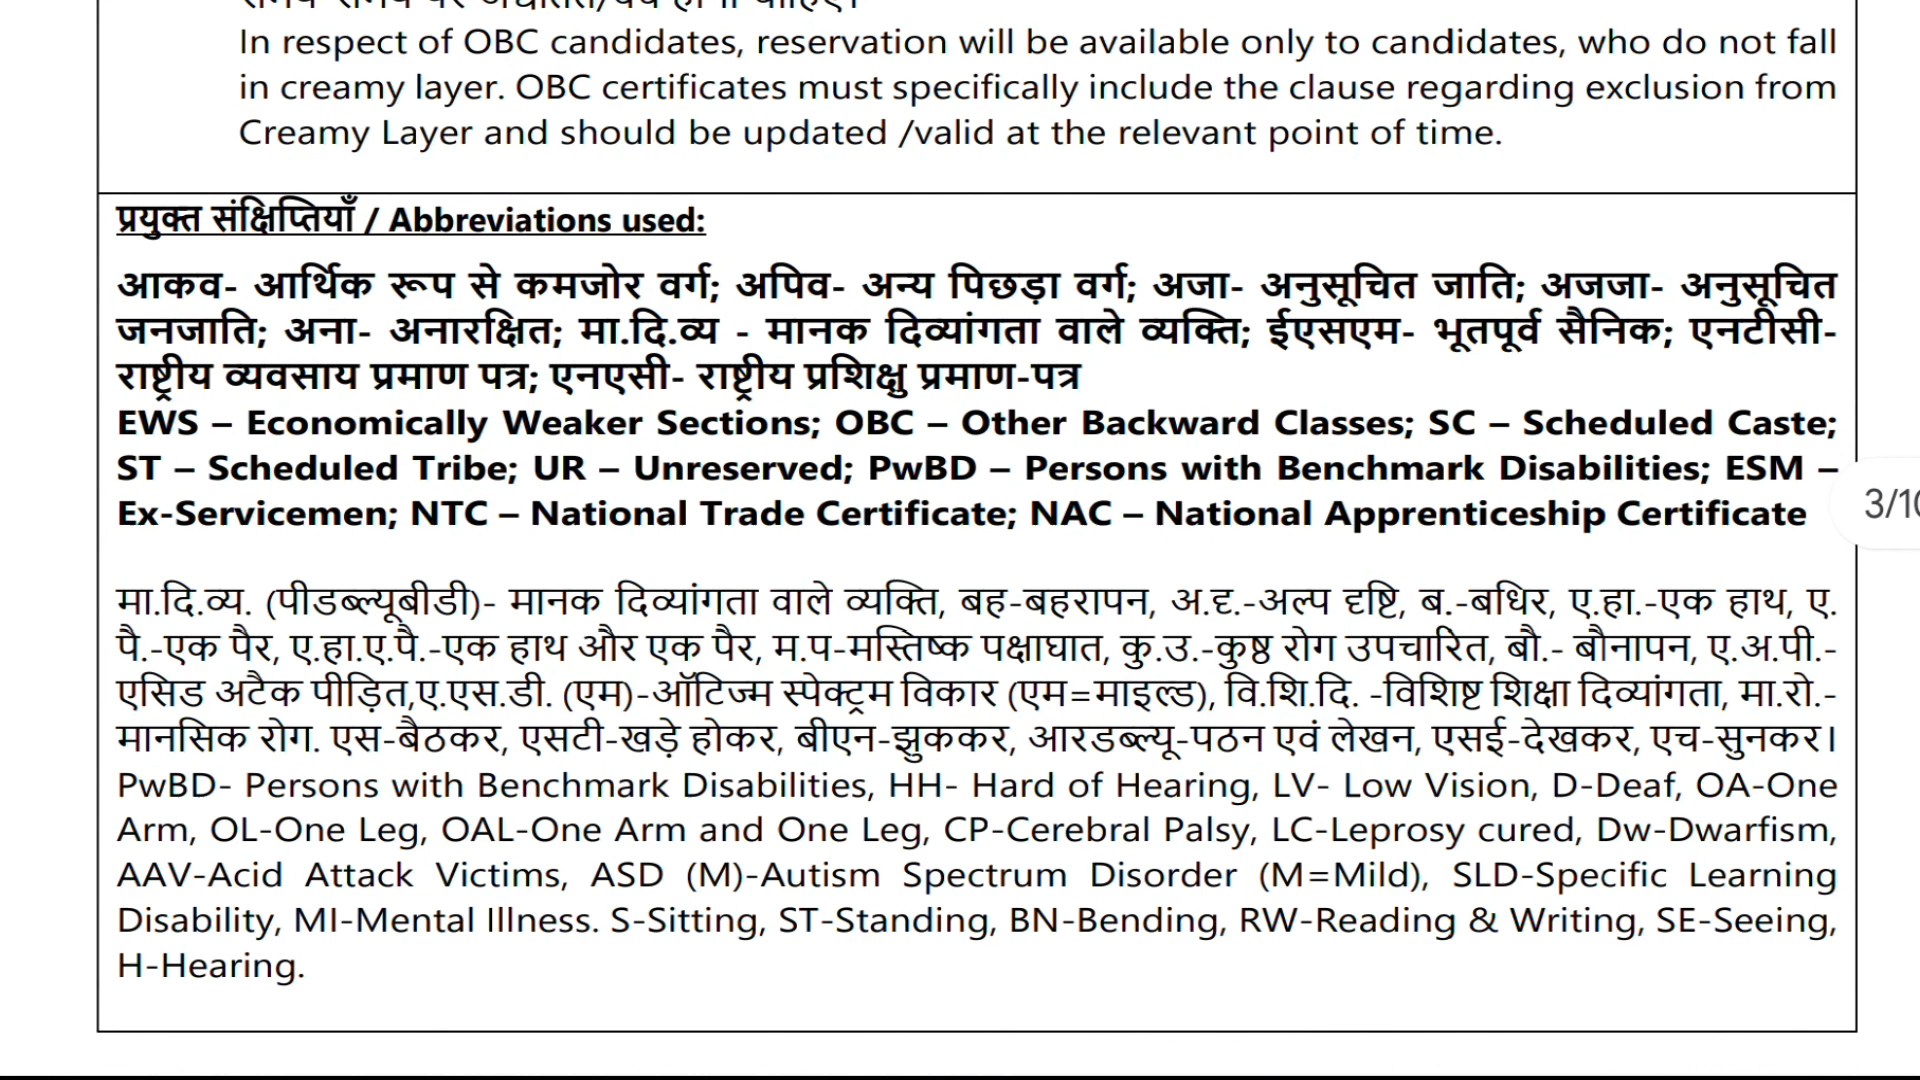 In respect of OBC candidates, reservation will be available only to candidates, who do not fall
in creamy layer. OBC certificates must specifically include the clause regarding exclusion from
Creamy Layer and should be updated /valid at the relevant point of time.
प्रयुक्त संक्षिप्तियाँ / Abbreviations used:
आकव- आर्थिक रूप से कमजोर वर्ग; अपिव- अन्य पिछड़ा वर्ग; अजा- अनुसूचित जाति; अजजा- अनुसूचित
जनजाति; अना- अनारक्षित; मा.दि.व्य - मानक दिव्यांगता वाले व्यक्ति; ईएसएम- भूतपूर्व सैनिक; एनटीसी-
राष्ट्रीय व्यवसाय प्रमाण पत्र; एनएसी- राष्ट्रीय प्रशिक्षु प्रमाण-पत्र
EWS – Economically Weaker Sections; OBC – Other Backward Classes; SC – Scheduled Caste;
ST – Scheduled Tribe; UR – Unreserved; PwBD – Persons with Benchmark Disabilities; ESM –
Ex-Servicemen; NTC – National Trade Certificate; NAC – National Apprenticeship Certificate
3/10
मा.दि.व्य. (पीडब्ल्यूबीडी)- मानक दिव्यांगता वाले व्यक्ति, बह-बहरापन, अ.दृ.-अल्प दृष्टि, ब.-बधिर, ए.हा.-एक हाथ, ए.
पै.-एक पैर, ए.हा.ए.पै.-एक हाथ और एक पैर, म.प-मस्तिष्क पक्षाघात, कु.उ.-कुष्ठ रोग उपचारित, बौ.- बौनापन, ए.अ.पी.-
एसिड अटैक पीड़ित,ए.एस.डी. (एम)-ऑटिज्म स्पेक्ट्रम विकार (एम=माइल्ड), वि.शि.दि. -विशिष्ट शिक्षा दिव्यांगता, मा.रो.-
मानसिक रोग. एस-बैठकर, एसटी-खड़े होकर, बीएन-झुककर, आरडब्ल्यू-पठन एवं लेखन, एसई-देखकर, एच-सुनकर।
PwBD- Persons with Benchmark Disabilities, HH- Hard of Hearing, LV- Low Vision, D-Deaf, OA-One
Arm, OL-One Leg, OAL-One Arm and One Leg, CP-Cerebral Palsy, LC-Leprosy cured, Dw-Dwarfism,
AAV-Acid Attack Victims, ASD (M)-Autism Spectrum Disorder (M=Mild), SLD-Specific Learning
Disability, MI-Mental Illness. S-Sitting, ST-Standing, BN-Bending, RW-Reading & Writing, SE-Seeing,
H-Hearing.